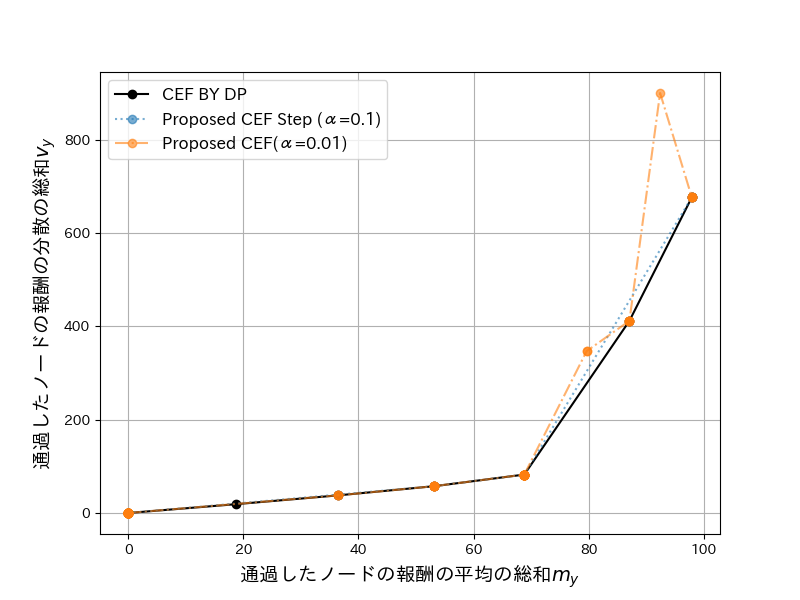 CEF BY DP
Proposed CEF Step (α=0.1)
Proposed CEF(α=0.01)
通過したノードの報酬の分散の総和v_y
800
600
400
200
0
0 20 40 60 80 100
通過したノードの報酬の平均の総和m_y